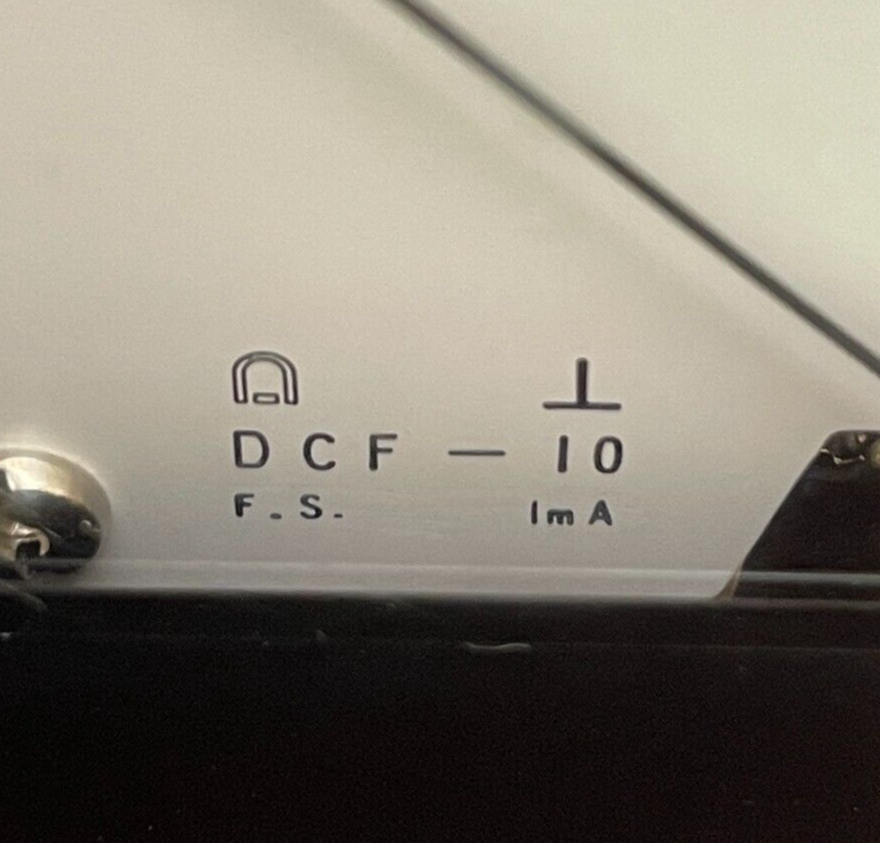 DCF — 10
F.S. 1mA